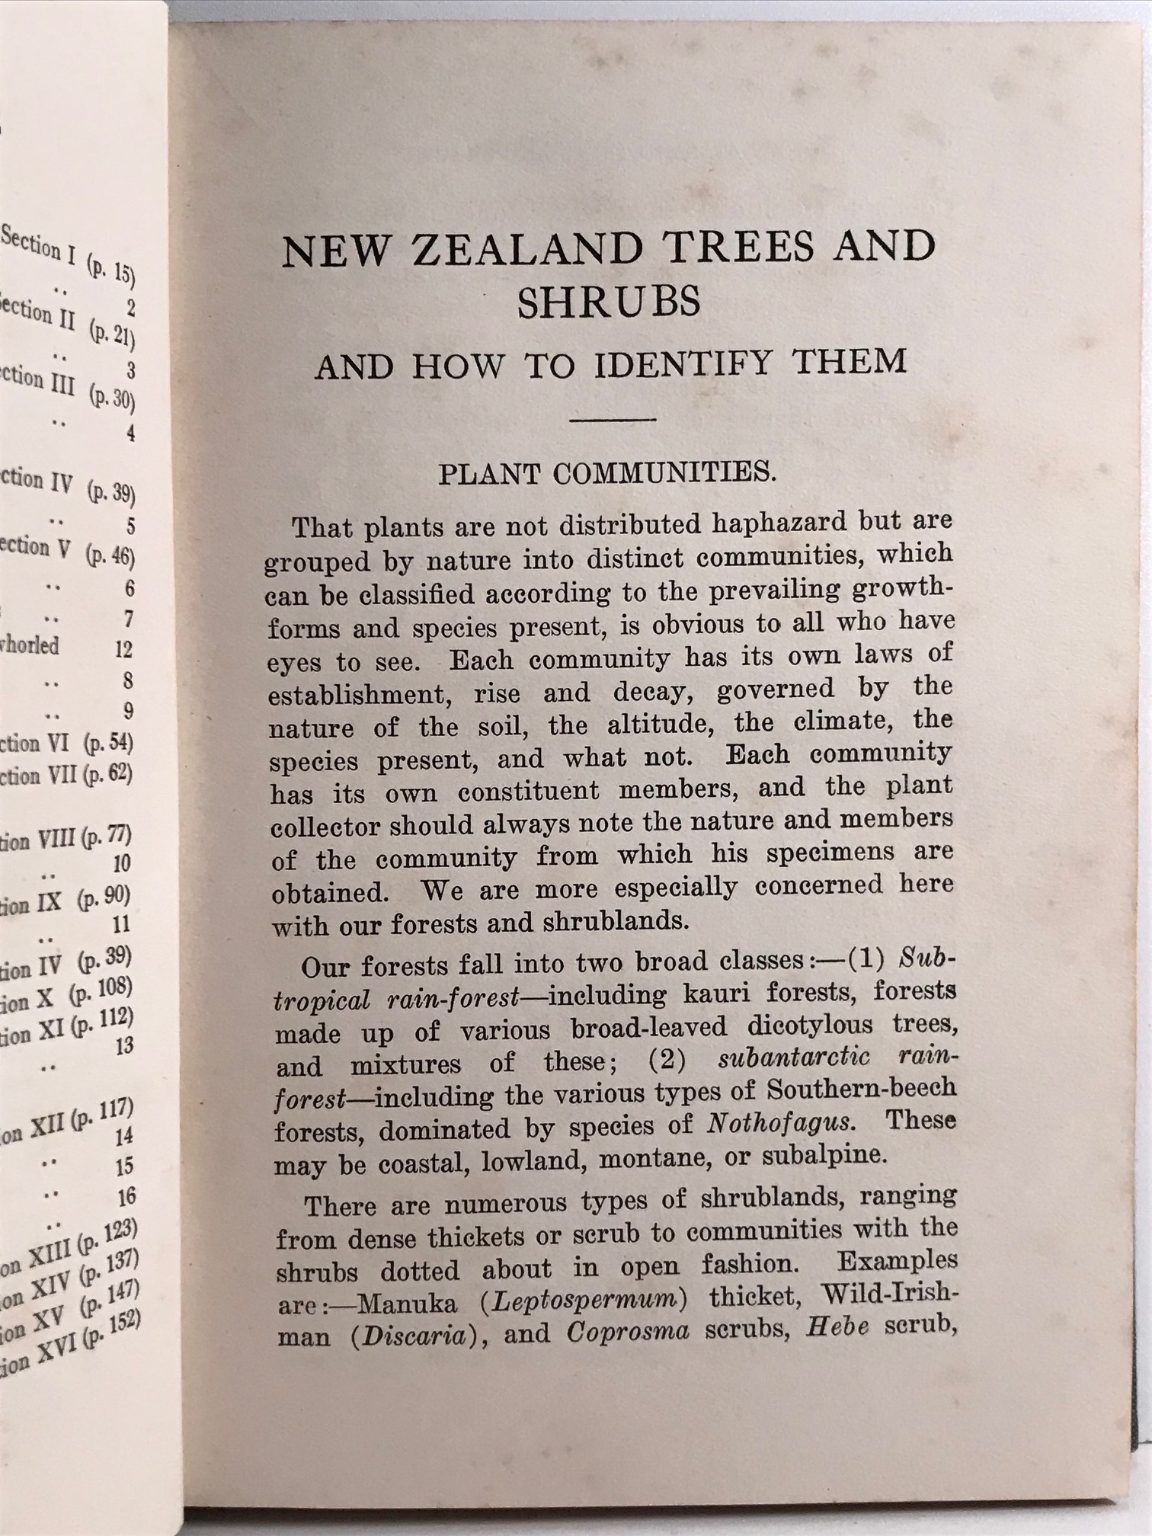 Section I (p. 15)
.. 2
Section II (p. 21)
.. 3
Section III (p. 30)
.. 4
Section IV (p. 39)
.. 5
Section V (p. 46)
.. 6
.. 7
whorled 12
.. 8
.. 9
ction VI (p. 54)
ction VII (p. 62)
tion VIII (p. 77)
.. 10
tion IX (p. 90)
.. 11
tion IV (p. 39)
ion X (p. 108)
tion XI (p. 112)
.. 13
on XII (p. 117)
.. 14
.. 15
.. 16
on XIII (p. 123)
ion XIV (p. 137)
ion XV (p. 147)
tion XVI (p. 152)
NEW ZEALAND TREES AND
SHRUBS
AND HOW TO IDENTIFY THEM
PLANT COMMUNITIES.
That plants are not distributed haphazard but are
grouped by nature into distinct communities, which
can be classified according to the prevailing growth-
forms and species present, is obvious to all who have
eyes to see. Each community has its own laws of
establishment, rise and decay, governed by the
nature of the soil, the altitude, the climate, the
species present, and what not. Each community
has its own constituent members, and the plant
collector should always note the nature and members
of the community from which his specimens are
obtained. We are more especially concerned here
with our forests and shrublands.
Our forests fall into two broad classes:—(1) Sub-
tropical rain-forest—including kauri forests, forests
made up of various broad-leaved dicotylous trees,
and mixtures of these; (2) subantarctic rain-
forest—including the various types of Southern-beech
forests, dominated by species of Nothofagus. These
may be coastal, lowland, montane, or subalpine.
There are numerous types of shrublands, ranging
from dense thickets or scrub to communities with the
shrubs dotted about in open fashion. Examples
are:—Manuka (Leptospermum) thicket, Wild-Irish-
man (Discaria), and Coprosma scrubs, Hebe scrub,